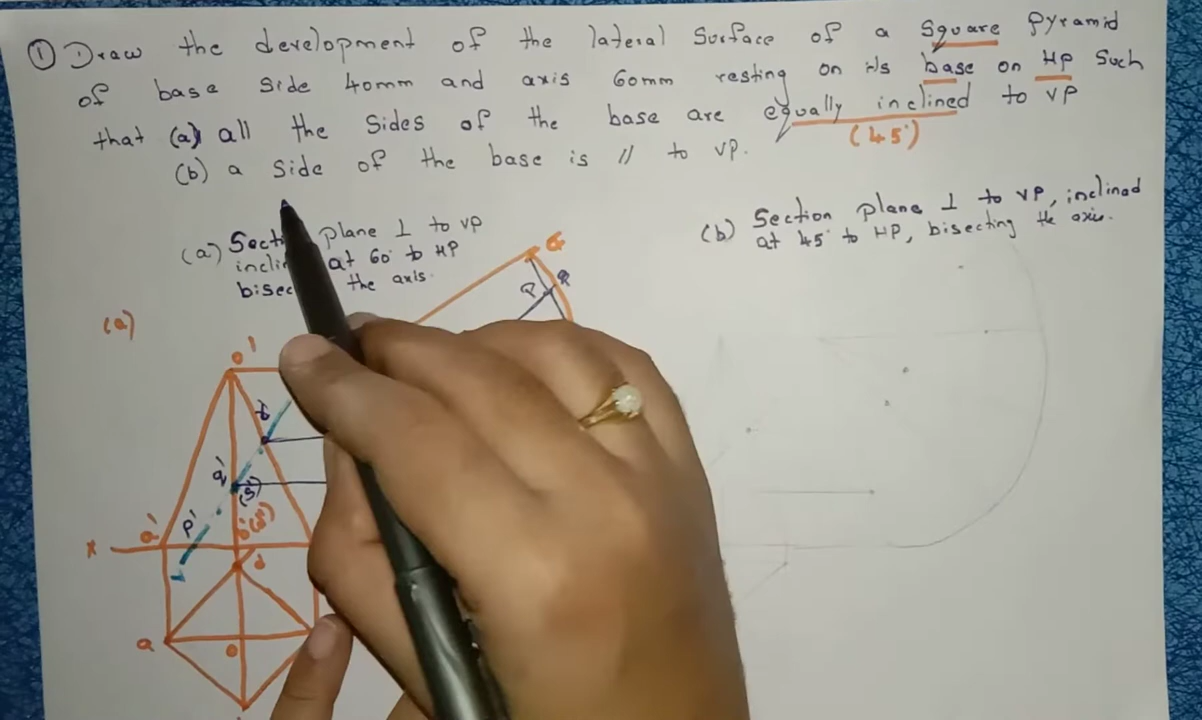 ① Draw the development of the lateral Surface of a Square Pyramid
of base side 40mm and axis 60mm resting on its base on HP Such
that (a) all the sides of the base are equally inclined to VP
(45°)
(b) a side of the base is // to VP.
(a) plane ⊥ to VP
at 60° to HP
the axis.
(b) Section plane ⊥ to VP, inclined
at 45° to HP, bisecting the axis.
(a)
o'
q'
(s')
p'
a'
X
d
a
o